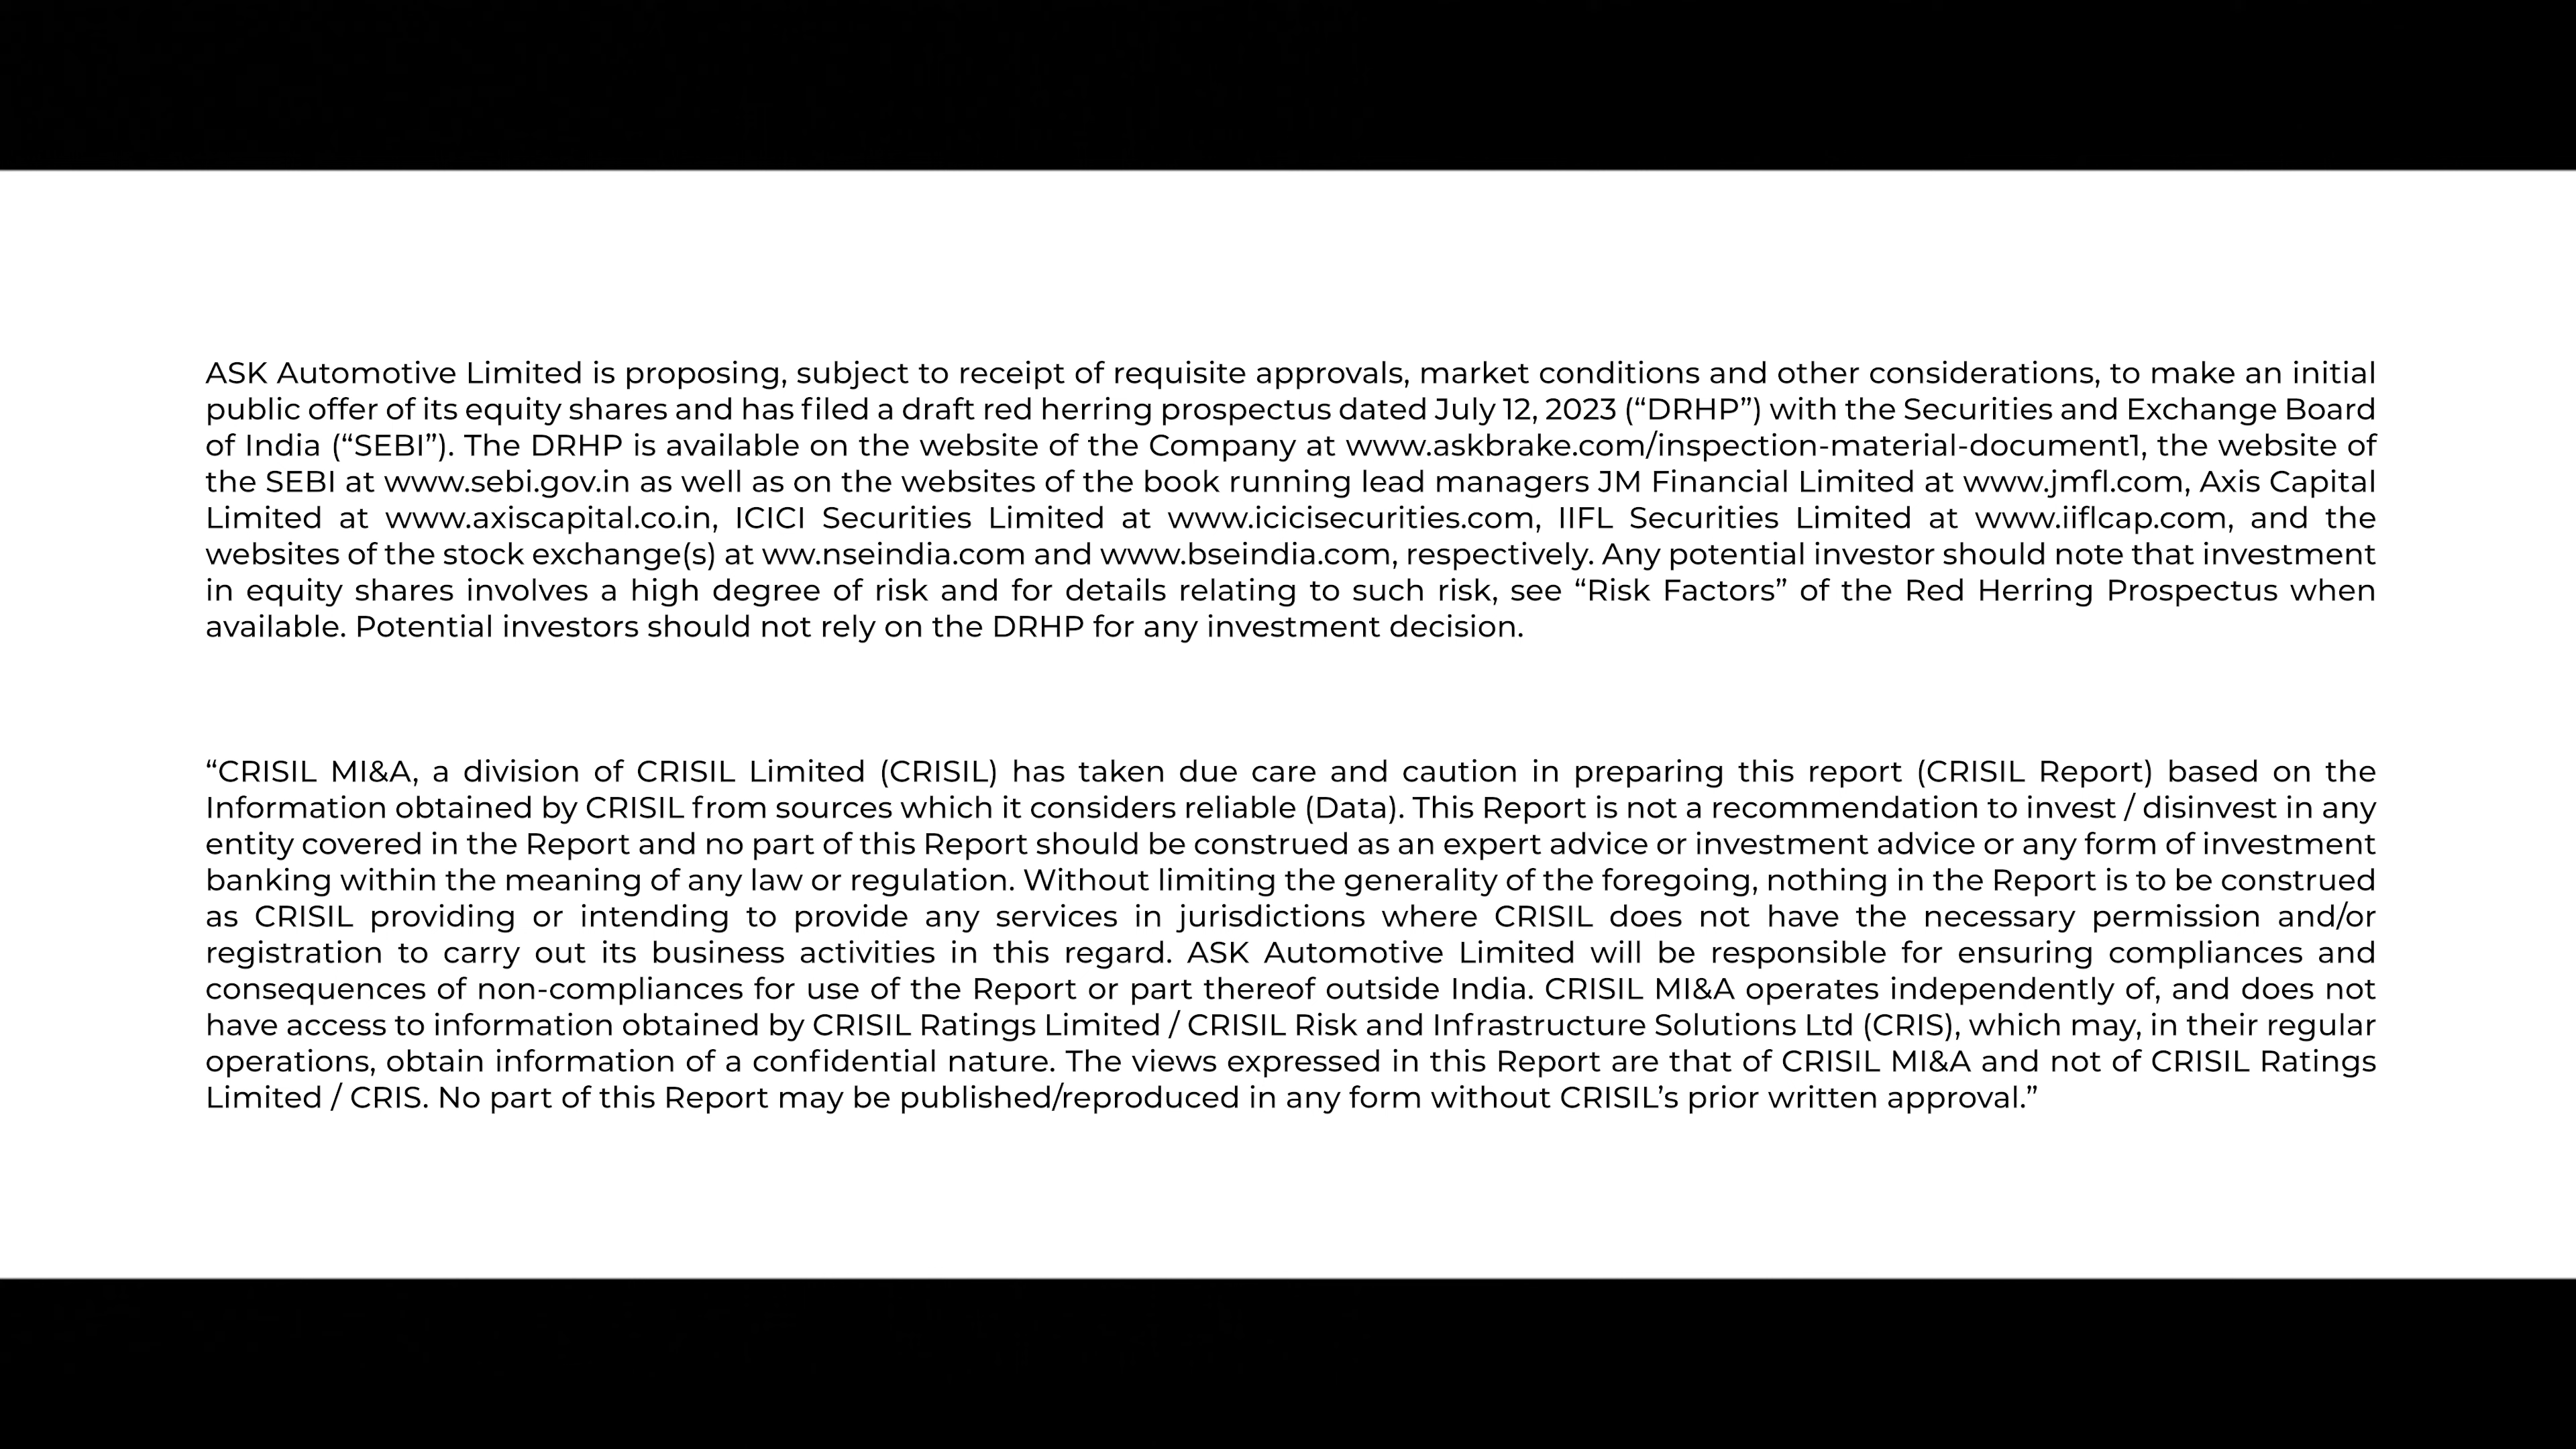 ASK Automotive Limited is proposing, subject to receipt of requisite approvals, market conditions and other considerations, to make an initial
public offer of its equity shares and has filed a draft red herring prospectus dated July 12, 2023 (“DRHP”) with the Securities and Exchange Board
of India (“SEBI”). The DRHP is available on the website of the Company at www.askbrake.com/inspection-material-document1, the website of
the SEBI at www.sebi.gov.in as well as on the websites of the book running lead managers JM Financial Limited at www.jmfl.com, Axis Capital
Limited at www.axiscapital.co.in, ICICI Securities Limited at www.icicisecurities.com, IIFL Securities Limited at www.iiflcap.com, and the
websites of the stock exchange(s) at ww.nseindia.com and www.bseindia.com, respectively. Any potential investor should note that investment
in equity shares involves a high degree of risk and for details relating to such risk, see “Risk Factors” of the Red Herring Prospectus when
available. Potential investors should not rely on the DRHP for any investment decision.
“CRISIL MI&A, a division of CRISIL Limited (CRISIL) has taken due care and caution in preparing this report (CRISIL Report) based on the
Information obtained by CRISIL from sources which it considers reliable (Data). This Report is not a recommendation to invest / disinvest in any
entity covered in the Report and no part of this Report should be construed as an expert advice or investment advice or any form of investment
banking within the meaning of any law or regulation. Without limiting the generality of the foregoing, nothing in the Report is to be construed
as CRISIL providing or intending to provide any services in jurisdictions where CRISIL does not have the necessary permission and/or
registration to carry out its business activities in this regard. ASK Automotive Limited will be responsible for ensuring compliances and
consequences of non-compliances for use of the Report or part thereof outside India. CRISIL MI&A operates independently of, and does not
have access to information obtained by CRISIL Ratings Limited / CRISIL Risk and Infrastructure Solutions Ltd (CRIS), which may, in their regular
operations, obtain information of a confidential nature. The views expressed in this Report are that of CRISIL MI&A and not of CRISIL Ratings
Limited / CRIS. No part of this Report may be published/reproduced in any form without CRISIL’s prior written approval.”